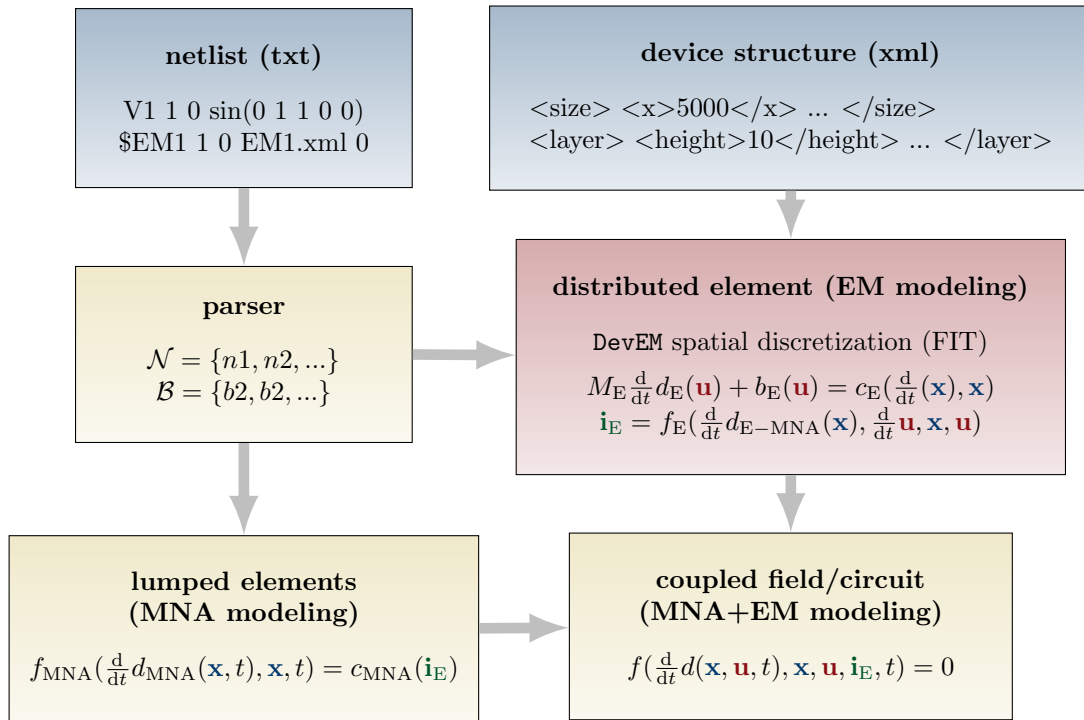 netlist (txt)
V1 1 0 sin(0 1 1 0 0)
$EM1 1 0 EM1.xml 0
device structure (xml)
<size> <x>5000</x> ... </size>
<layer> <height>10</height> ... </layer>
parser
𝒩 = {n1, n2, ...}
ℬ = {b2, b2, ...}
distributed element (EM modeling)
DevEM spatial discretization (FIT)
M_E d/dt d_E(u) + b_E(u) = c_E(d/dt(x), x)
i_E = f_E(d/dt d_{E−MNA}(x), d/dt u, x, u)
lumped elements
(MNA modeling)
f_MNA(d/dt d_MNA(x, t), x, t) = c_MNA(i_E)
coupled field/circuit
(MNA+EM modeling)
f(d/dt d(x, u, t), x, u, i_E, t) = 0